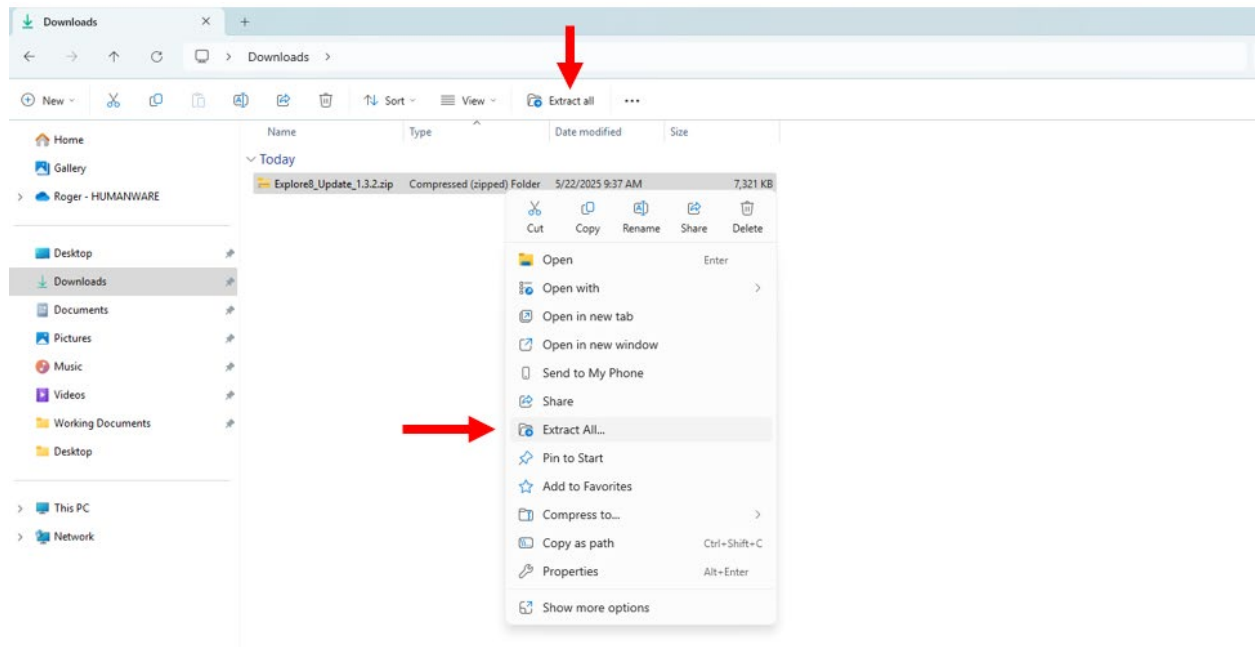 Downloads
Downloads
New
Sort
View
Extract all
Home
Gallery
Roger - HUMANWARE
Desktop
Downloads
Documents
Pictures
Music
Videos
Working Documents
Desktop
This PC
Network
Name Type Date modified Size
Today
Explore8_Update_1.3.2.zip Compressed (zipped) Folder 5/22/2025 9:37 AM 7,321 KB
Cut Copy Rename Share Delete
Open Enter
Open with
Open in new tab
Open in new window
Send to My Phone
Share
Extract All...
Pin to Start
Add to Favorites
Compress to...
Copy as path Ctrl+Shift+C
Properties Alt+Enter
Show more options